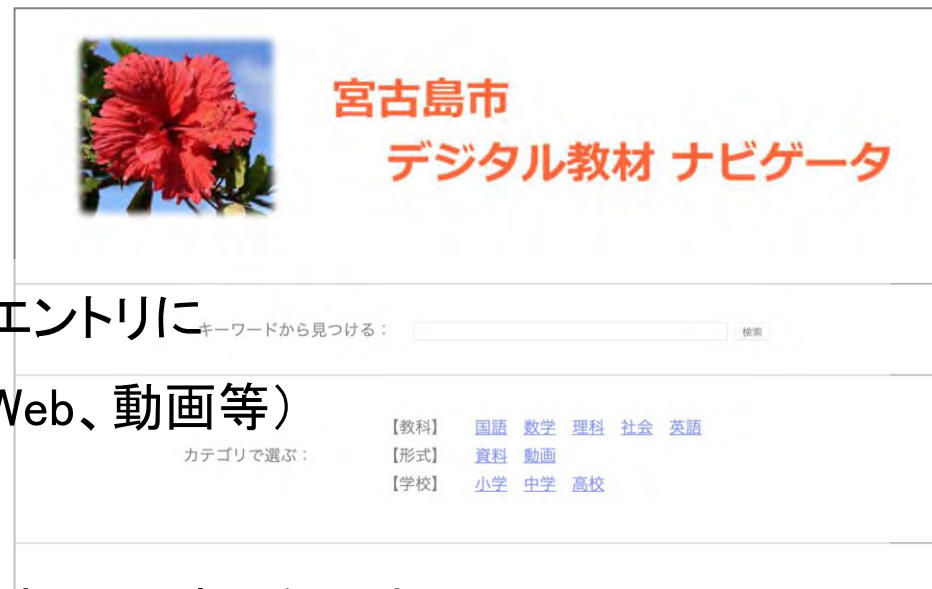 宮古島市
デジタル教材 ナビゲータ
エントリに
キーワードから見つける：
検索
Web、動画等）
カテゴリで選ぶ：
【教科】 国語 数学 理科 社会 英語
【形式】 資料 動画
【学校】 小学 中学 高校